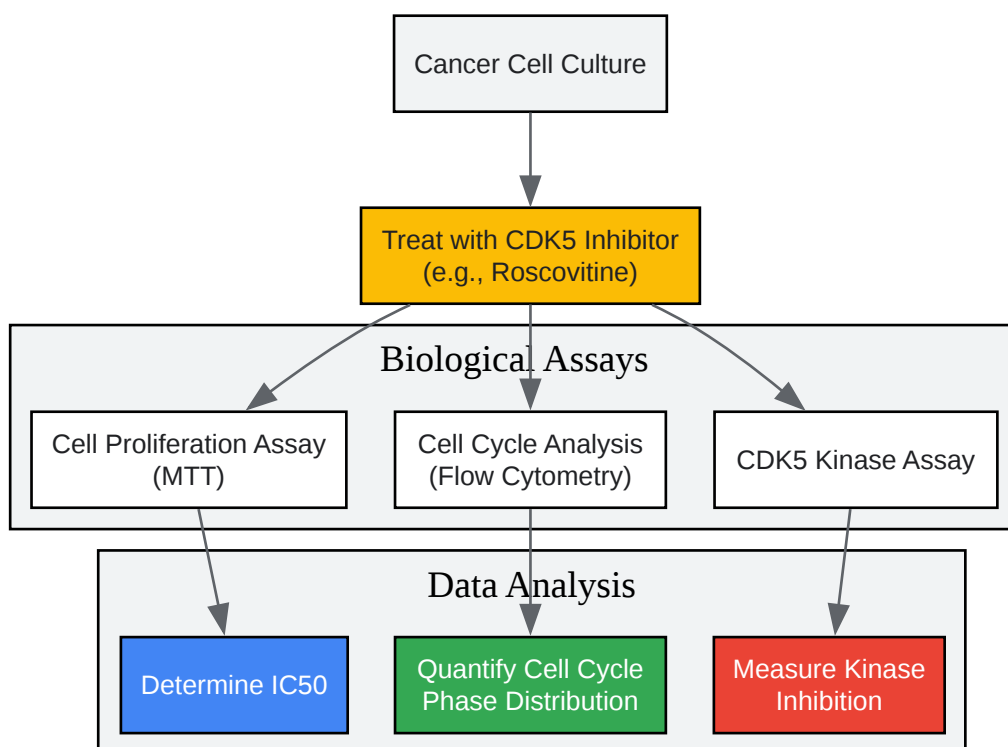 Cancer Cell Culture
Treat with CDK5 Inhibitor
(e.g., Roscovitine)
Biological Assays
Cell Proliferation Assay
(MTT)
Cell Cycle Analysis
(Flow Cytometry)
CDK5 Kinase Assay
Data Analysis
Determine IC50
Quantify Cell Cycle
Phase Distribution
Measure Kinase
Inhibition